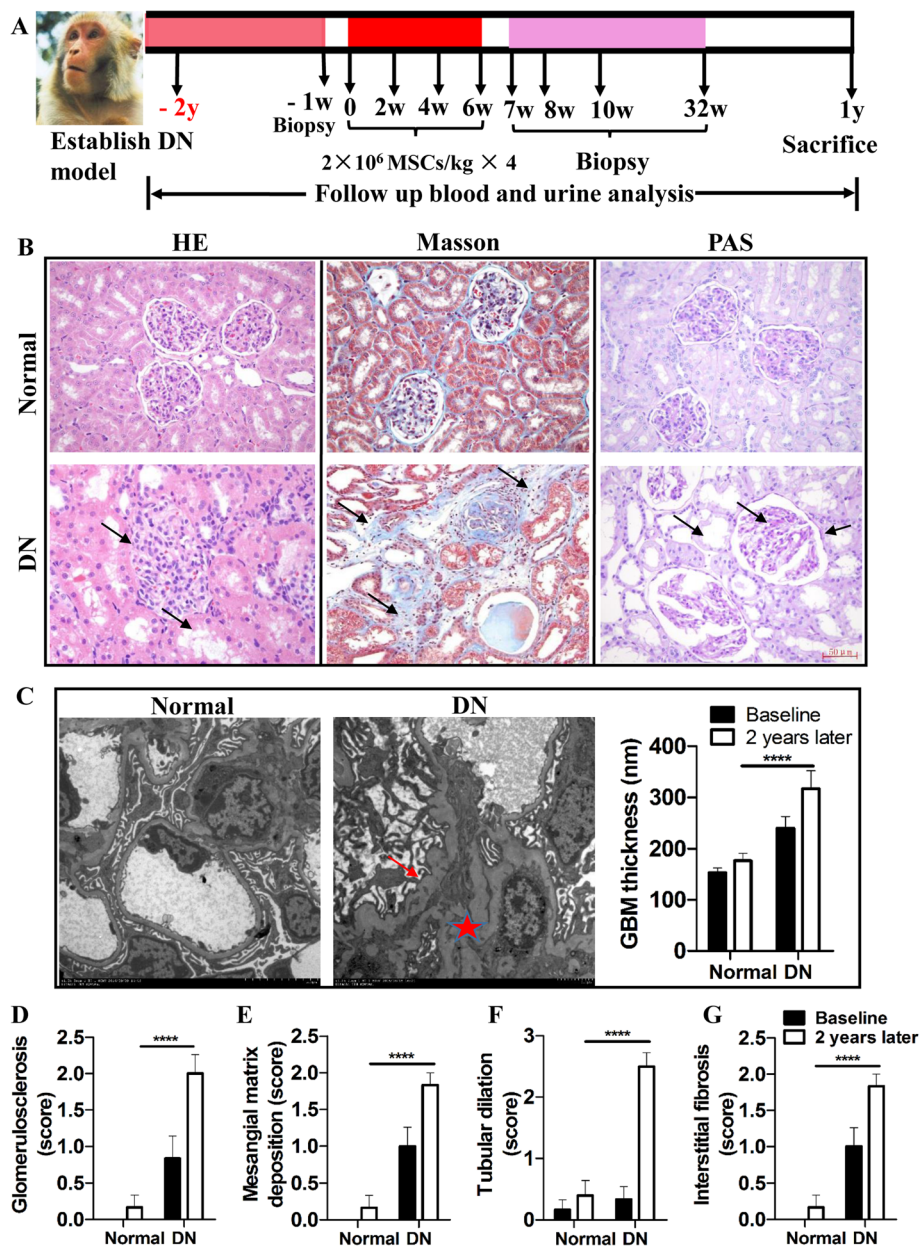 A
- 2y
- 1w
Biopsy
0
2w
4w
6w
7w
8w
10w
32w
1y
Establish DN
model
2×10⁶ MSCs/kg × 4
Biopsy
Sacrifice
Follow up blood and urine analysis
B
HE
Masson
PAS
Normal
DN
50 μm
C
Normal
DN
Baseline
2 years later
****
GBM thickness (nm)
400
300
200
100
0
Normal DN
D
Glomerulosclerosis
(score)
2.5
2.0
1.5
1.0
0.5
0.0
****
Normal DN
E
Mesangial matrix
deposition (score)
2.5
2.0
1.5
1.0
0.5
0.0
****
Normal DN
F
Tubular dilation
(score)
3
2
1
0
****
Normal DN
G
Baseline
2 years later
Interstitial fibrosis
(score)
2.5
2.0
1.5
1.0
0.5
0.0
****
Normal DN